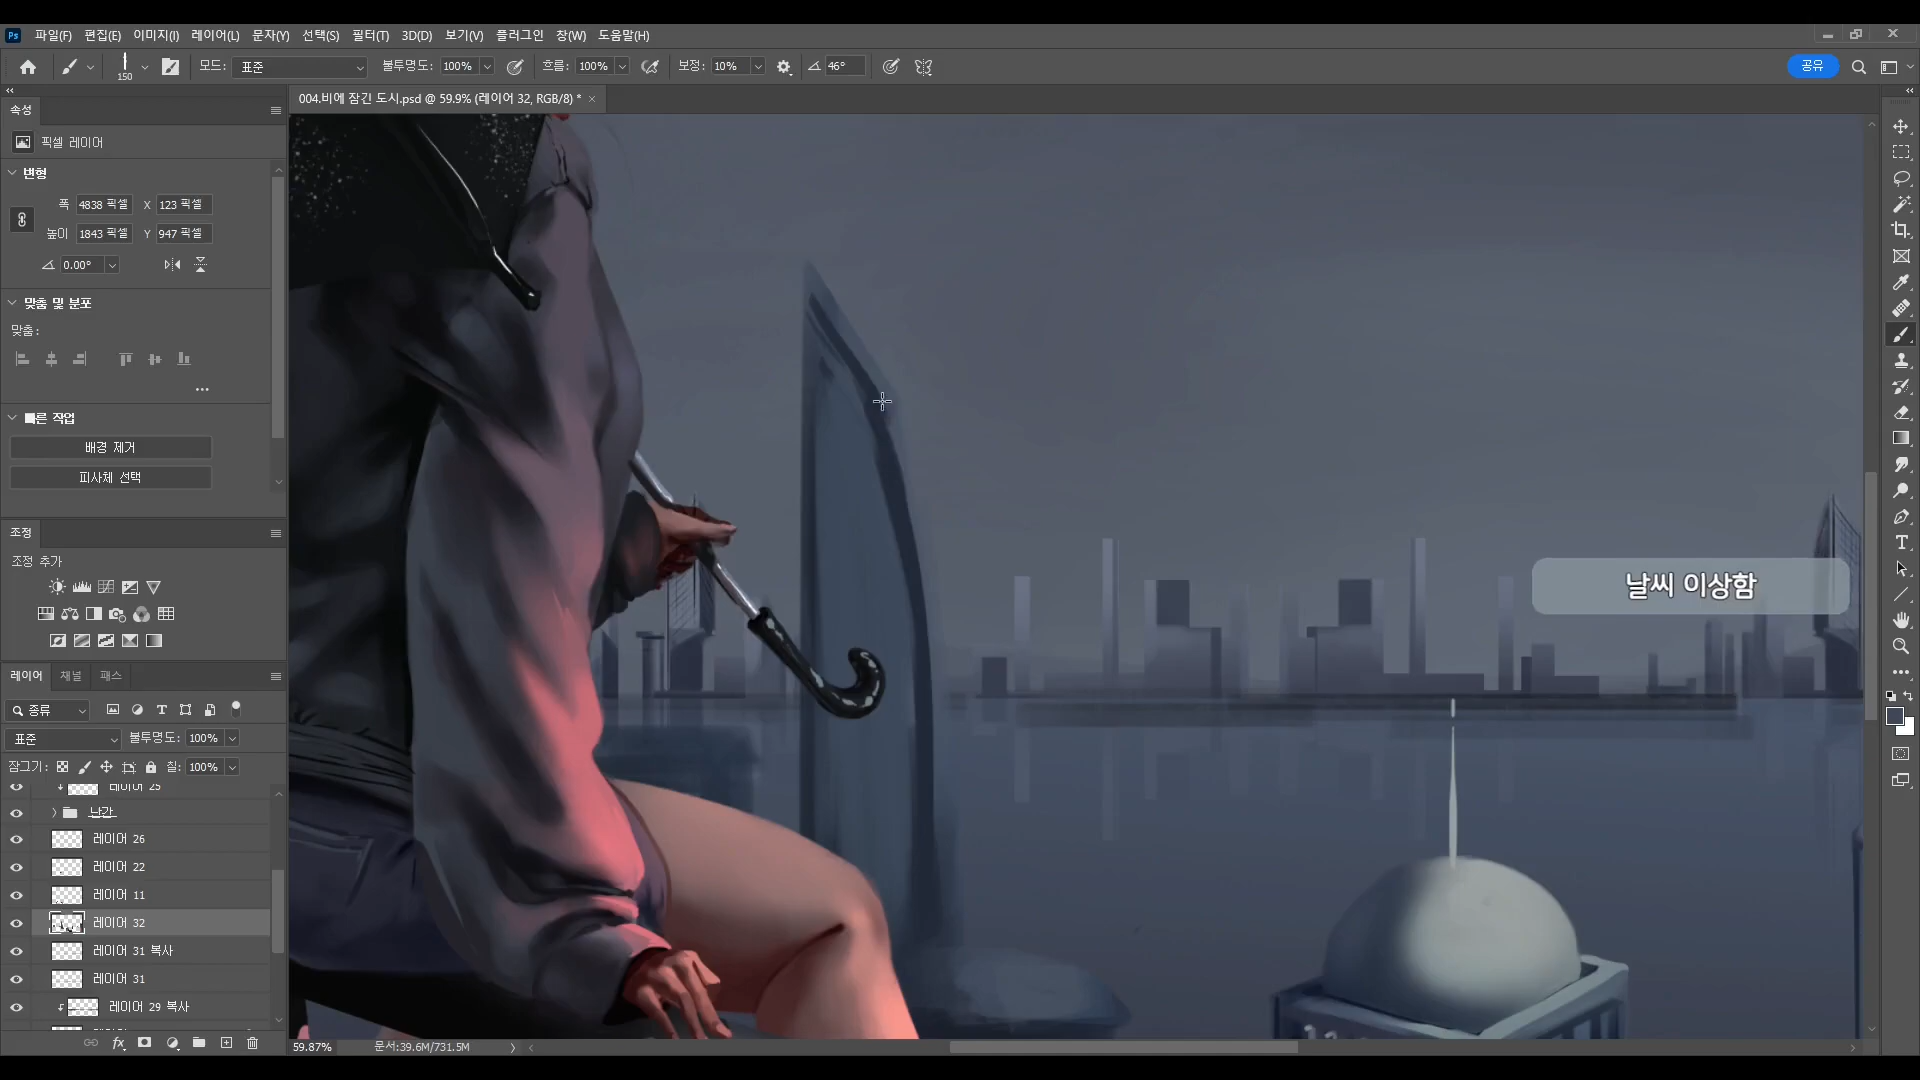 Ps 파일(F) 편집(E) 이미지(I) 레이어(L) 문자(Y) 선택(S) 필터(T) 3D(D) 보기(V) 플러그인 창(W) 도움말(H)
150 모드: 표준 불투명도: 100% 흐름: 100% 보정: 10% 46° 공유
004.비에 잠긴 도시.psd @ 59.9% (레이어 32, RGB/8) *
속성
픽셀 레이어
변형
폭 4838 픽셀 X 123 픽셀
높이 1843 픽셀 Y 947 픽셀
0.00°
맞춤 및 분포
맞춤:
빠른 작업
배경 제거
피사체 선택
조정
조정 추가
레이어 채널 패스
종류
표준 불투명도: 100%
잠그기: 칠: 100%
레이어 25
난간
레이어 26
레이어 22
레이어 11
레이어 32
레이어 31 복사
레이어 31
레이어 29 복사
날씨 이상함
59.87% 문서:39.6M/731.5M